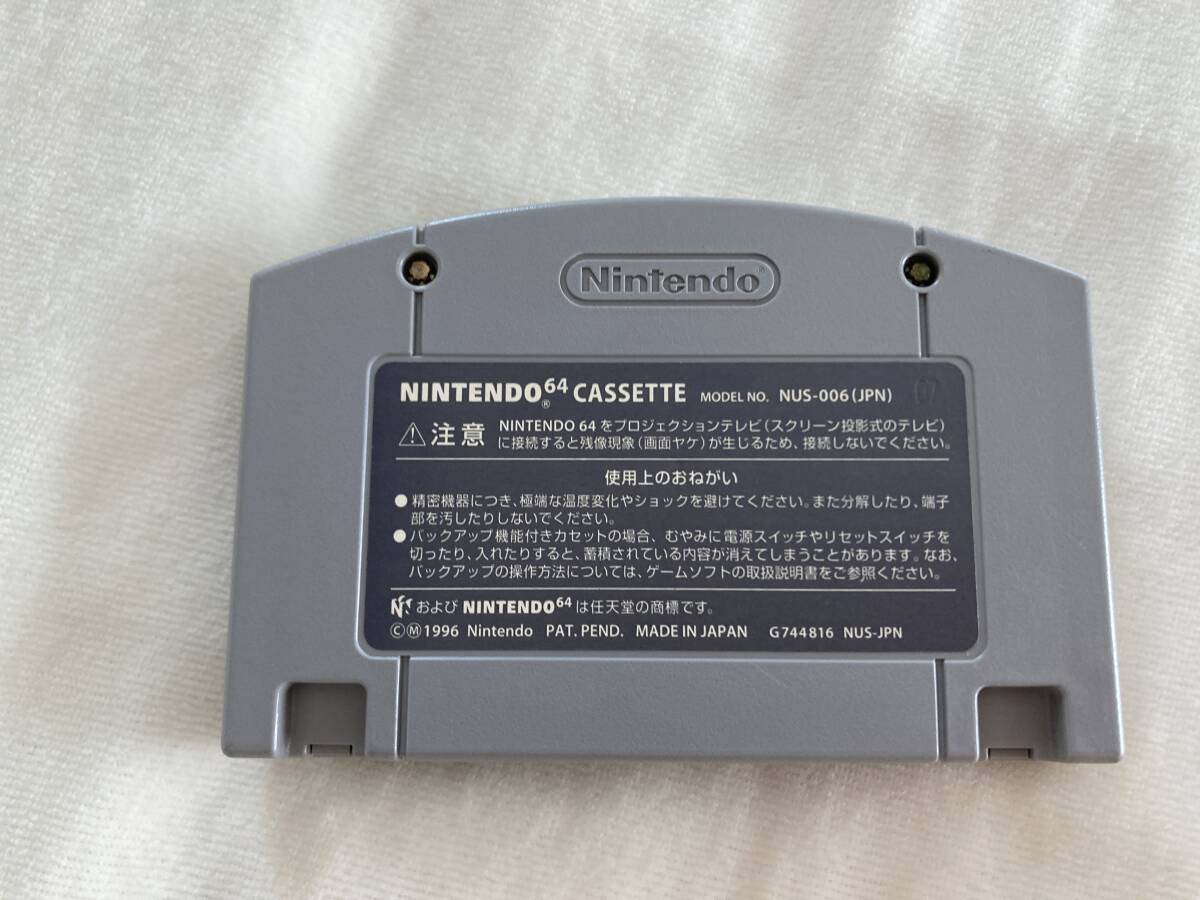 Nintendo®
NINTENDO64® CASSETTE MODEL NO. NUS-006(JPN) 07
注意 NINTENDO 64 をプロジェクションテレビ(スクリーン投影式のテレビ)
に接続すると残像現象(画面ヤケ)が生じるため、接続しないでください。
使用上のおねがい
●精密機器につき、極端な温度変化やショックを避けてください。また分解したり、端子
部を汚したりしないでください。
●バックアップ機能付きカセットの場合、むやみに電源スイッチやリセットスイッチを
切ったり、入れたりすると、蓄積されている内容が消えてしまうことがあります。なお、
バックアップの操作方法については、ゲームソフトの取扱説明書をご参照ください。
および NINTENDO64 は任天堂の商標です。
©Ⓜ1996 Nintendo PAT. PEND. MADE IN JAPAN G744816 NUS-JPN